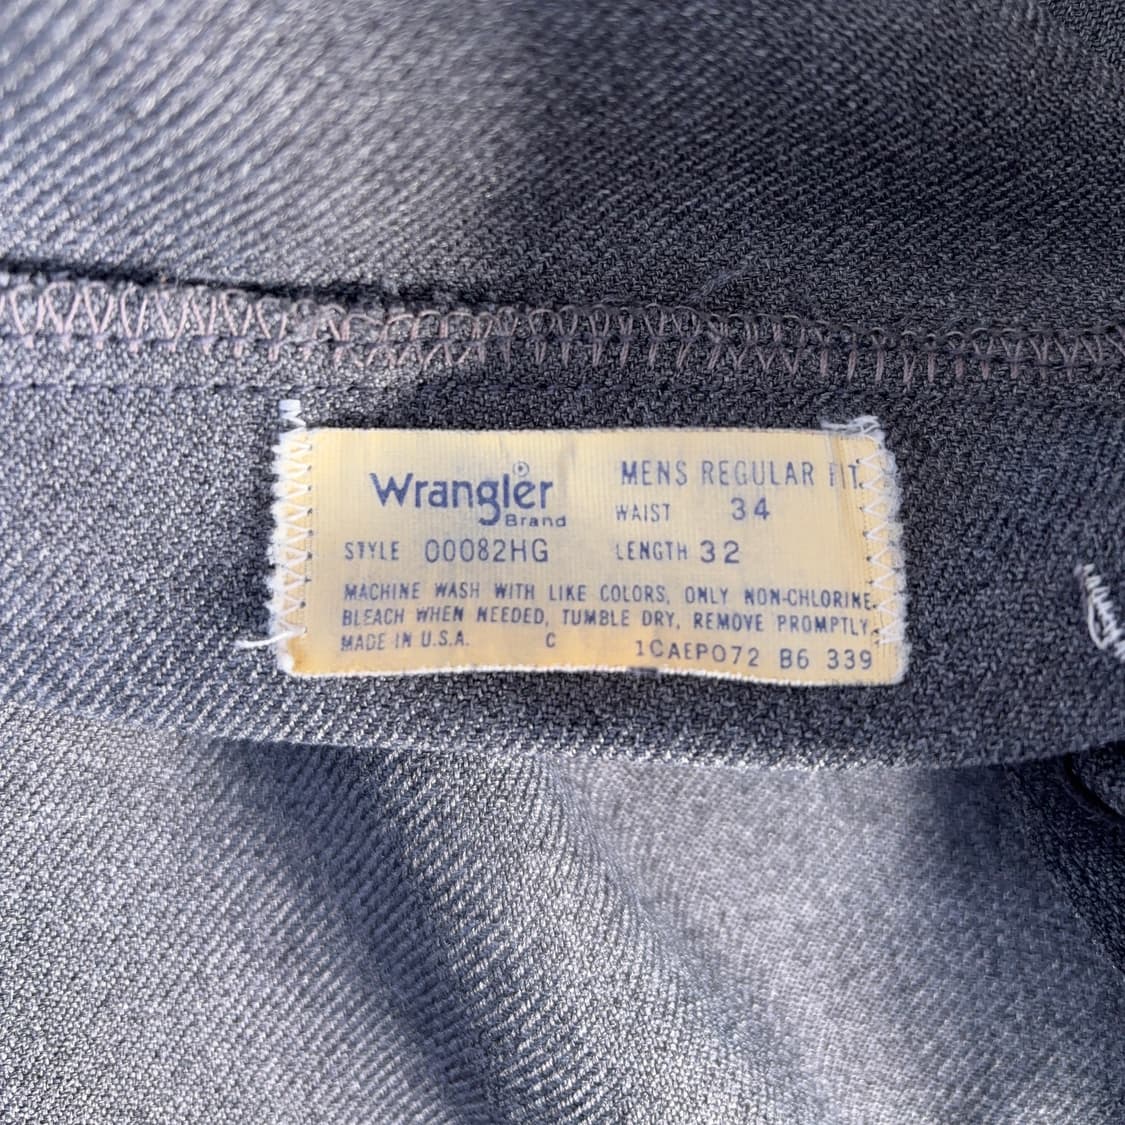 Wrangler®
Brand
MENS REGULAR FIT
WAIST 34
STYLE 00082HG
LENGTH 32
MACHINE WASH WITH LIKE COLORS, ONLY NON-CHLORINE
BLEACH WHEN NEEDED, TUMBLE DRY, REMOVE PROMPTLY.
MADE IN U.S.A. C 1CAEPO72 B6 339